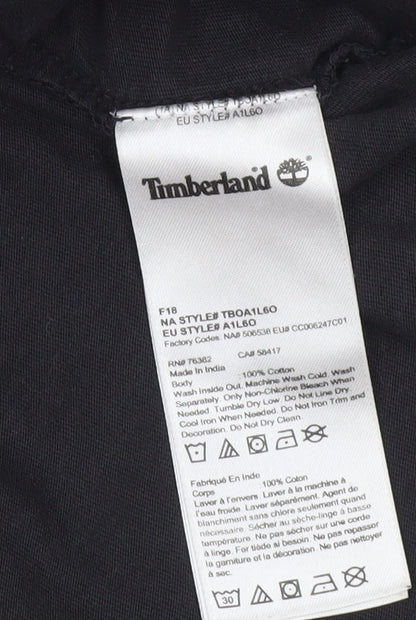 EU STYLE# A1L6O
Timberland
F18
NA STYLE# TBOA1L6O
EU STYLE# A1L6O
Factory Codes: NA# 506538 EU# CC006247C01
RN# 76382 CA# 58417
Made In India
Body :100% Cotton
Wash Inside Out. Machine Wash Cold. Wash
Separately. Only Non-Chlorine Bleach When
Needed. Tumble Dry Low. Do Not Line Dry.
Cool Iron When Needed. Do Not Iron Trim and
Decoration. Do Not Dry Clean.
Fabriqué En Inde
Corps 100% Coton
Laver à l'envers. Laver à la machine à
l'eau froide. Laver séparément. Agent de
blanchiment sans chlore seulement quand
nécessaire. Sécher au sèche-linge à basse
température. Ne pas sécher sur une corde
à linge. Fer tiède si besoin. Ne pas repasser
la garniture et la décoration. Ne pas nettoyer
à sec.
30